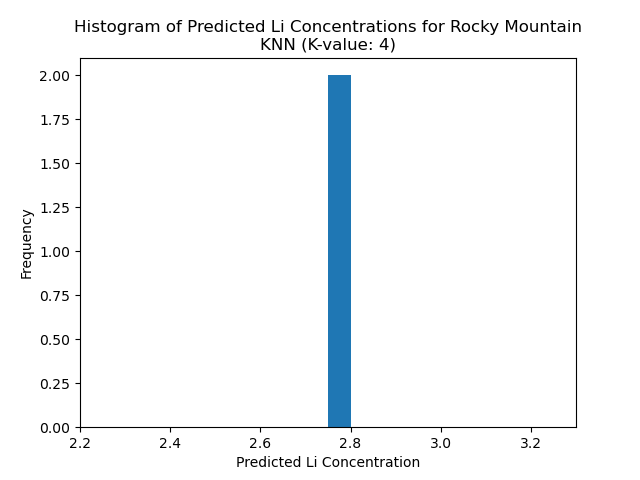 Histogram of Predicted Li Concentrations for Rocky Mountain
KNN (K-value: 4)
2.00
1.75
1.50
1.25
1.00
0.75
0.50
0.25
0.00
Frequency
2.2 2.4 2.6 2.8 3.0 3.2
Predicted Li Concentration